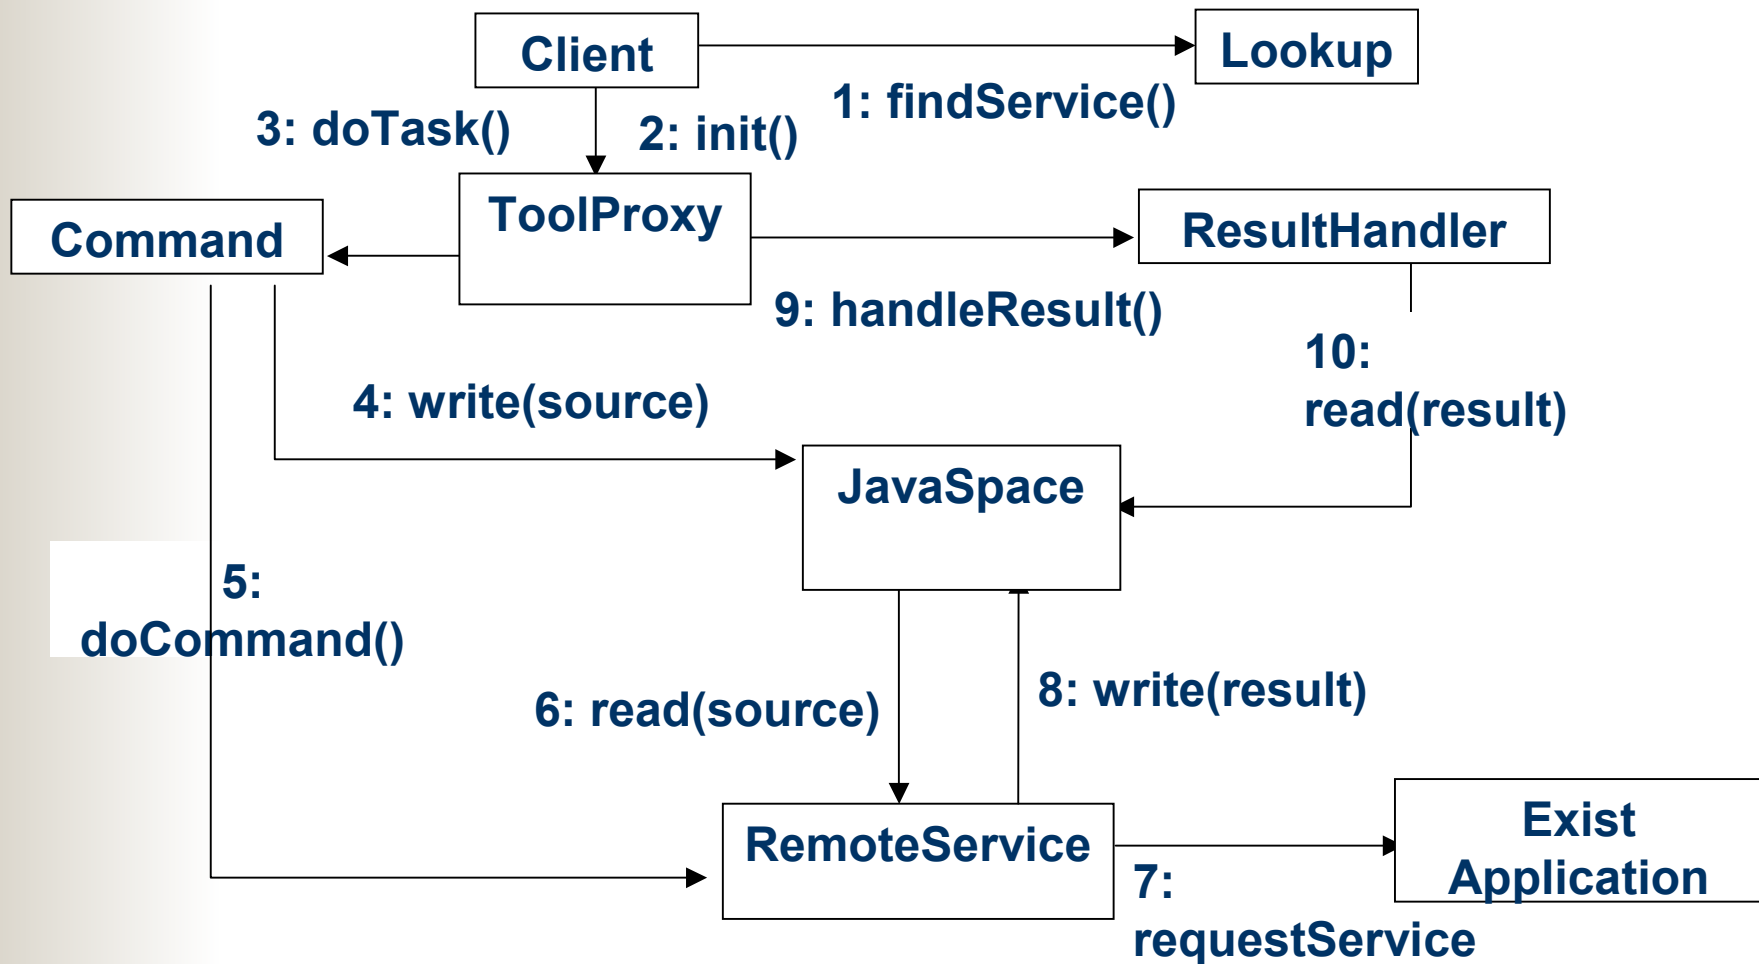 Client
Lookup
1: findService()
3: doTask()
2: init()
Command
ToolProxy
ResultHandler
9: handleResult()
10:
read(result)
4: write(source)
JavaSpace
5:
doCommand()
6: read(source)
8: write(result)
RemoteService
Exist
Application
7:
requestService